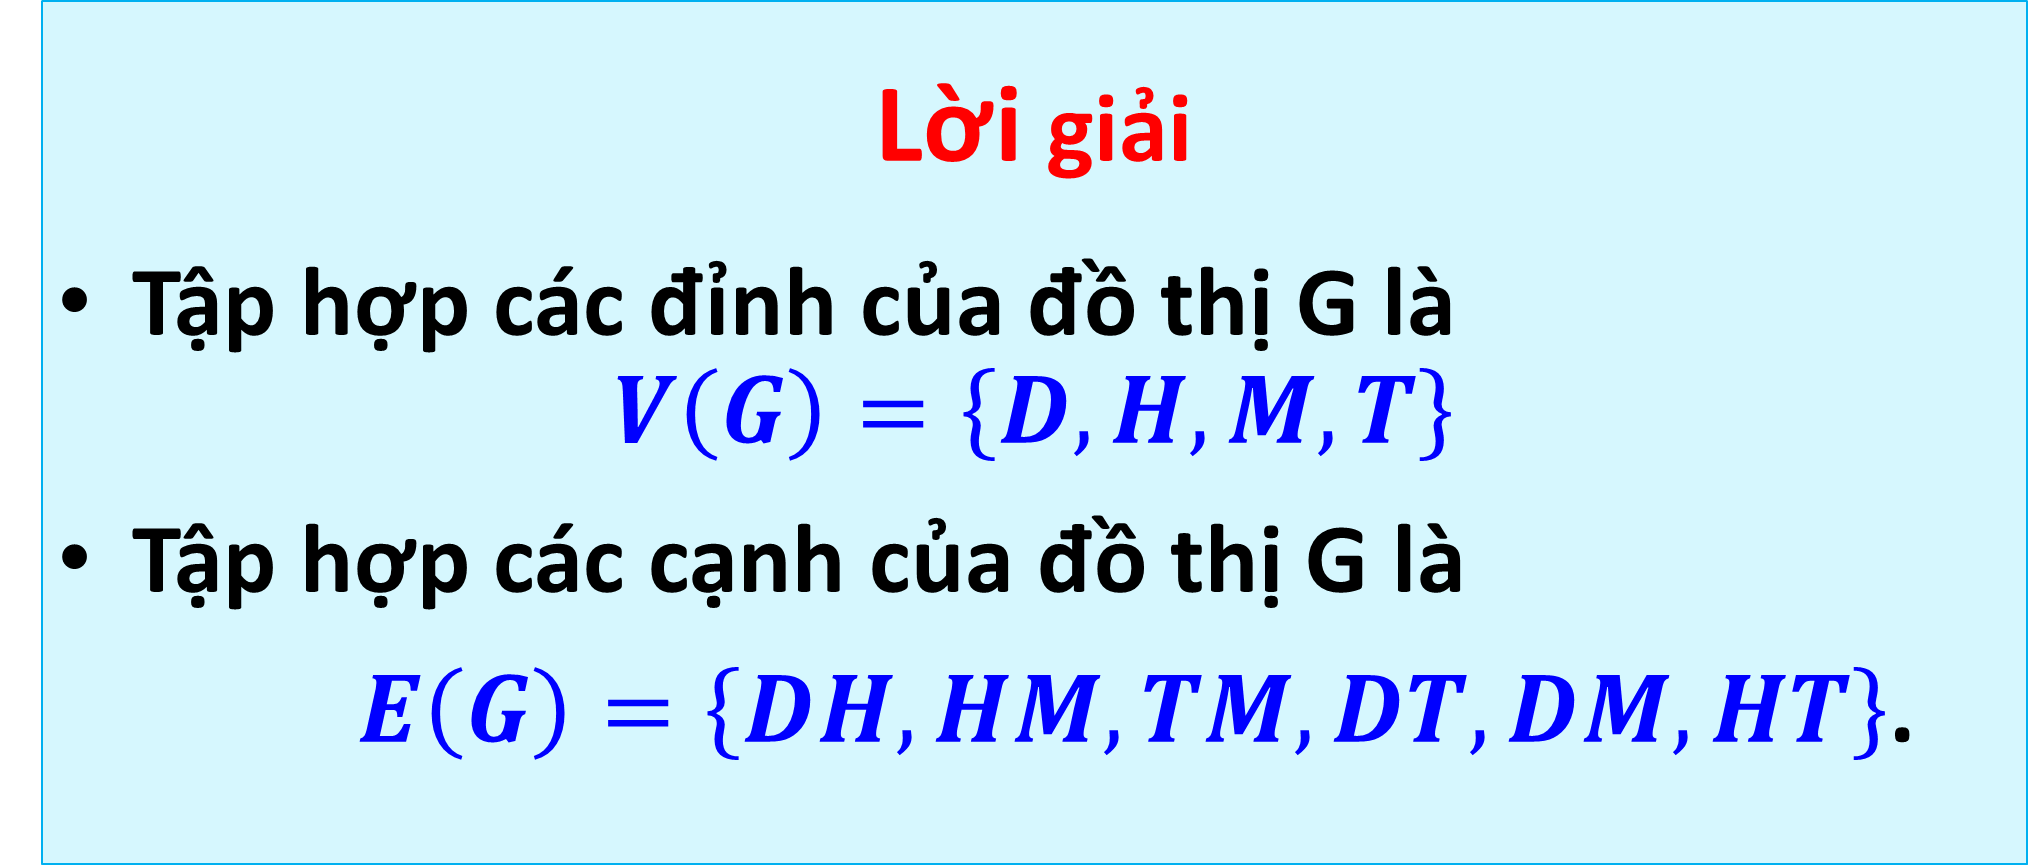 Lời giải
• Tập hợp các đỉnh của đồ thị G là
V(G) = {D, H, M, T}
• Tập hợp các cạnh của đồ thị G là
E(G) = {DH, HM, TM, DT, DM, HT}.